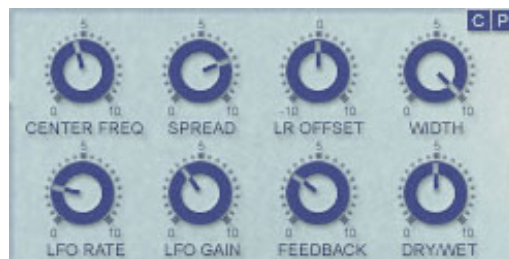 C P
5 5 0 5
0 10 0 10 -10 10 0 10
CENTER FREQ SPREAD LR OFFSET WIDTH
5 5 5 5
0 10 0 10 0 10 0 10
LFO RATE LFO GAIN FEEDBACK DRY/WET